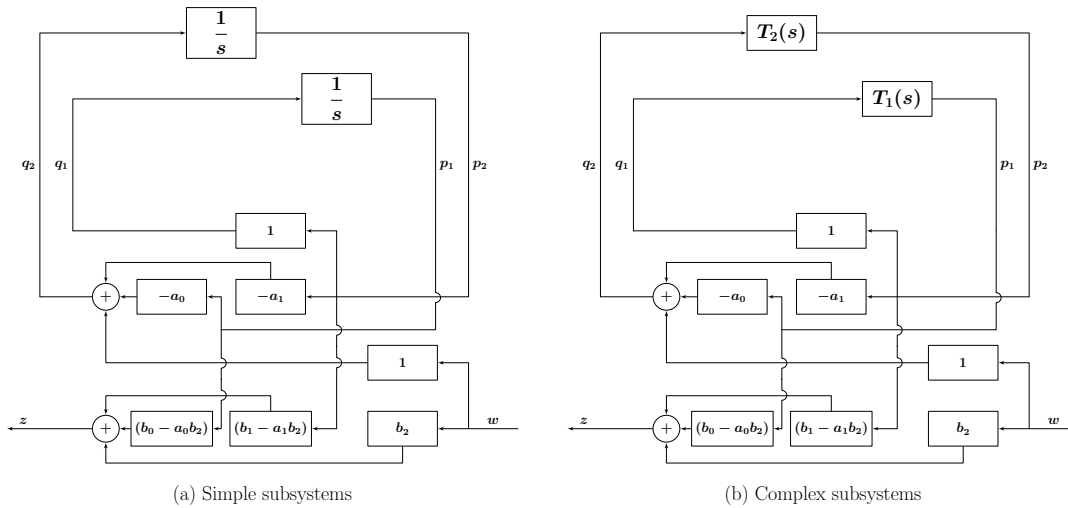 1
s
1
s
q₂
q₁
p₁
p₂
1
+
−a₀
−a₁
1
z
+
(b₀ − a₀b₂)
(b₁ − a₁b₂)
b₂
w
(a) Simple subsystems
T₂(s)
T₁(s)
q₂
q₁
p₁
p₂
1
+
−a₀
−a₁
1
z
+
(b₀ − a₀b₂)
(b₁ − a₁b₂)
b₂
w
(b) Complex subsystems